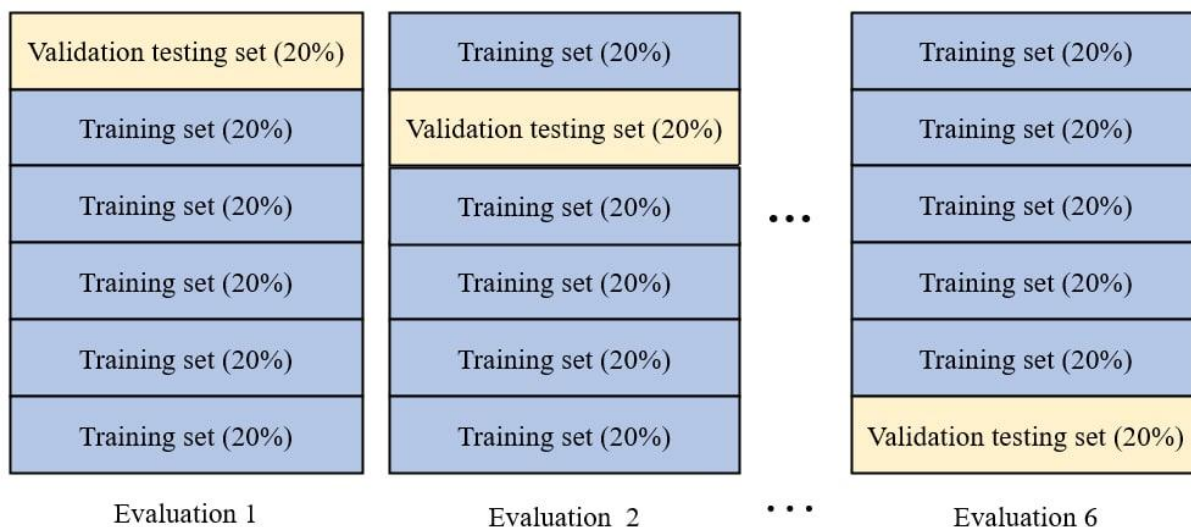 Validation testing set (20%)
Training set (20%)
Training set (20%)
Training set (20%)
Training set (20%)
Training set (20%)
Evaluation 1
Training set (20%)
Validation testing set (20%)
Training set (20%)
Training set (20%)
Training set (20%)
Training set (20%)
Evaluation 2
...
...
Training set (20%)
Training set (20%)
Training set (20%)
Training set (20%)
Training set (20%)
Validation testing set (20%)
Evaluation 6